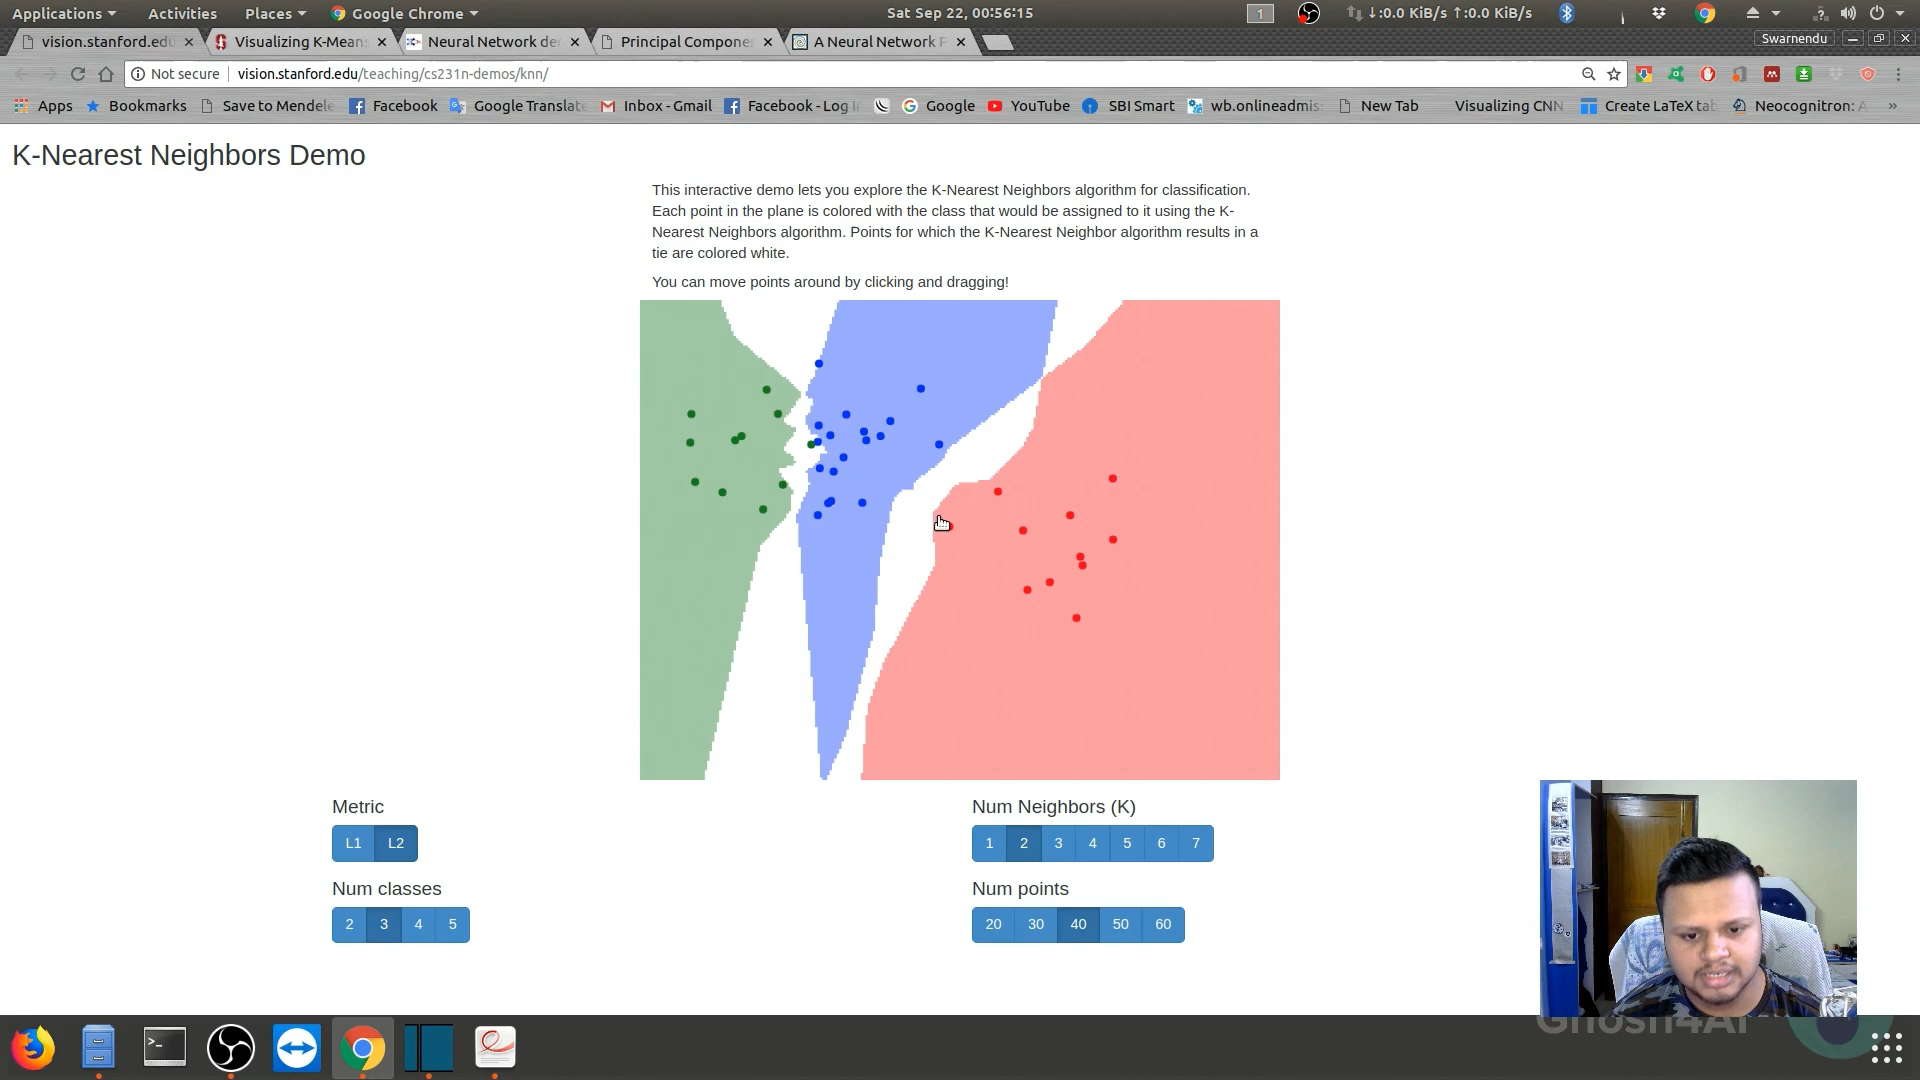 Applications
Activities
Places
Google Chrome
Sat Sep 22, 00:56:15
1
↓:0.0 KiB/s ↑:0.0 KiB/s
vision.stanford.edu
Visualizing K-Means
Neural Network de
Principal Compone
A Neural Network P
Swarnendu
Not secure
vision.stanford.edu/teaching/cs231n-demos/knn/
Apps
Bookmarks
Save to Mendele
Facebook
Google Translate
Inbox - Gmail
Facebook - Log I
Google
YouTube
SBI Smart
wb.onlineadmis
New Tab
Visualizing CNN
Create LaTeX tab
Neocognitron: A
»
K-Nearest Neighbors Demo
This interactive demo lets you explore the K-Nearest Neighbors algorithm for classification.
Each point in the plane is colored with the class that would be assigned to it using the K-
Nearest Neighbors algorithm. Points for which the K-Nearest Neighbor algorithm results in a
tie are colored white.
You can move points around by clicking and dragging!
Metric
L1 L2
Num classes
2 3 4 5
Num Neighbors (K)
1 2 3 4 5 6 7
Num points
20 30 40 50 60
Ghosh4AI